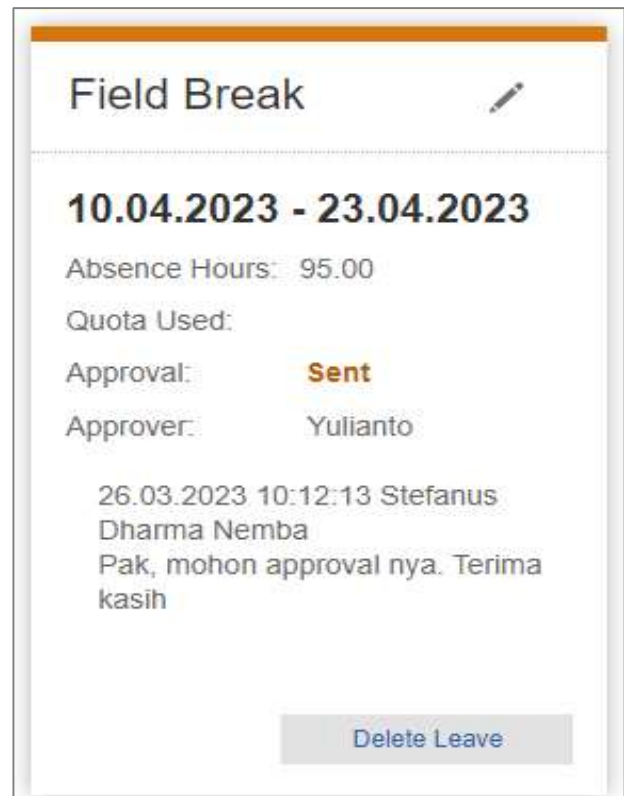 Field Break
10.04.2023 - 23.04.2023
Absence Hours: 95.00
Quota Used:
Approval: Sent
Approver: Yulianto
26.03.2023 10:12:13 Stefanus
Dharma Nemba
Pak, mohon approval nya. Terima
kasih
Delete Leave